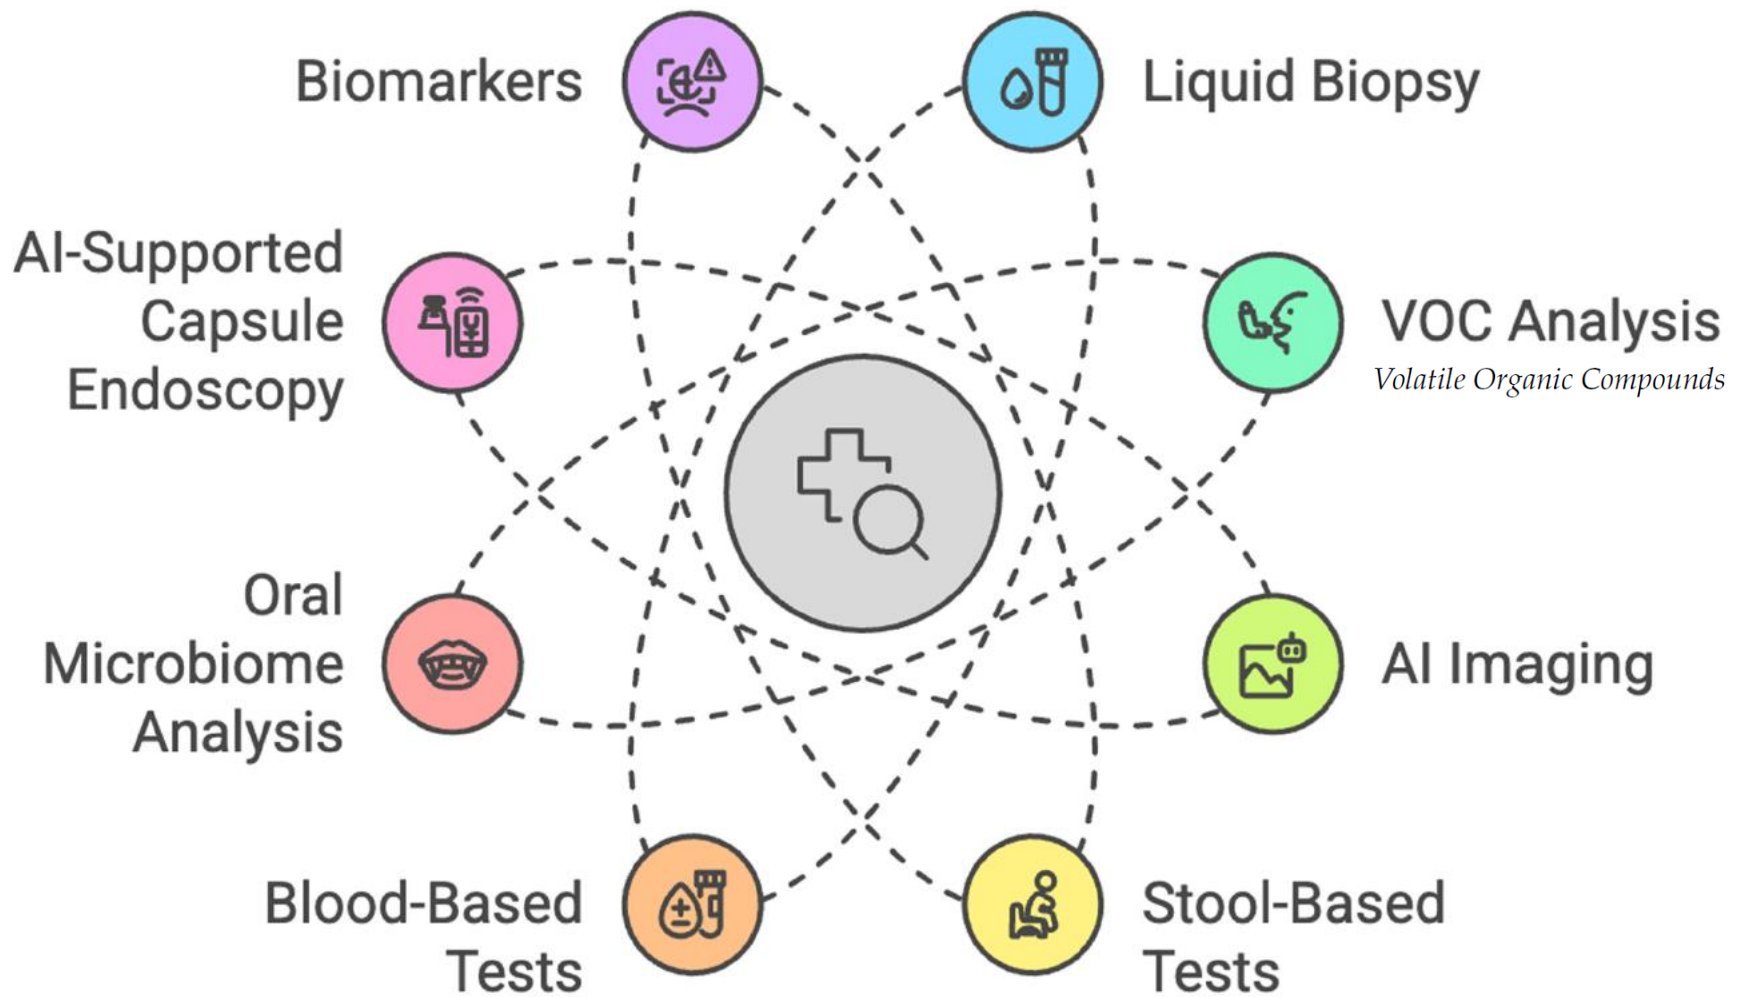 Biomarkers
Liquid Biopsy
AI-Supported
Capsule
Endoscopy
VOC Analysis
Volatile Organic Compounds
Oral
Microbiome
Analysis
AI Imaging
Blood-Based
Tests
Stool-Based
Tests